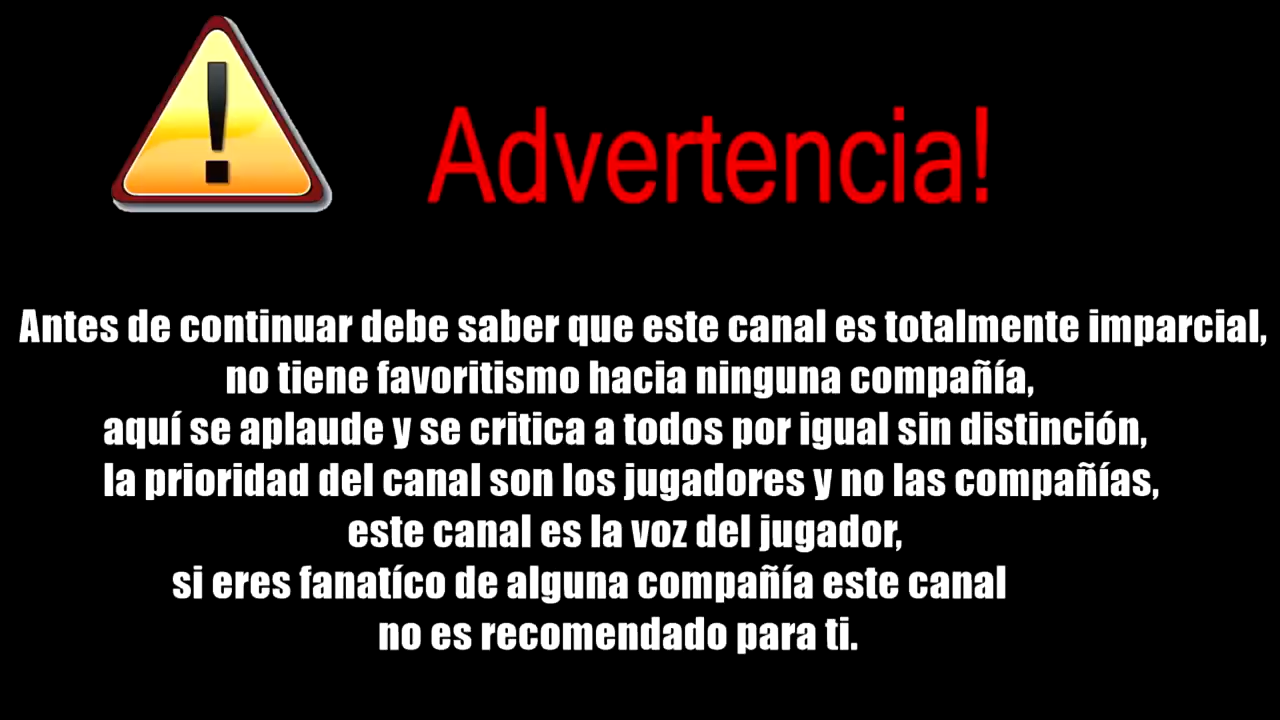 Advertencia!
Antes de continuar debe saber que este canal es totalmente imparcial,
no tiene favoritismo hacia ninguna compañía,
aquí se aplaude y se critica a todos por igual sin distinción,
la prioridad del canal son los jugadores y no las compañías,
este canal es la voz del jugador,
si eres fanatíco de alguna compañía este canal
no es recomendado para ti.